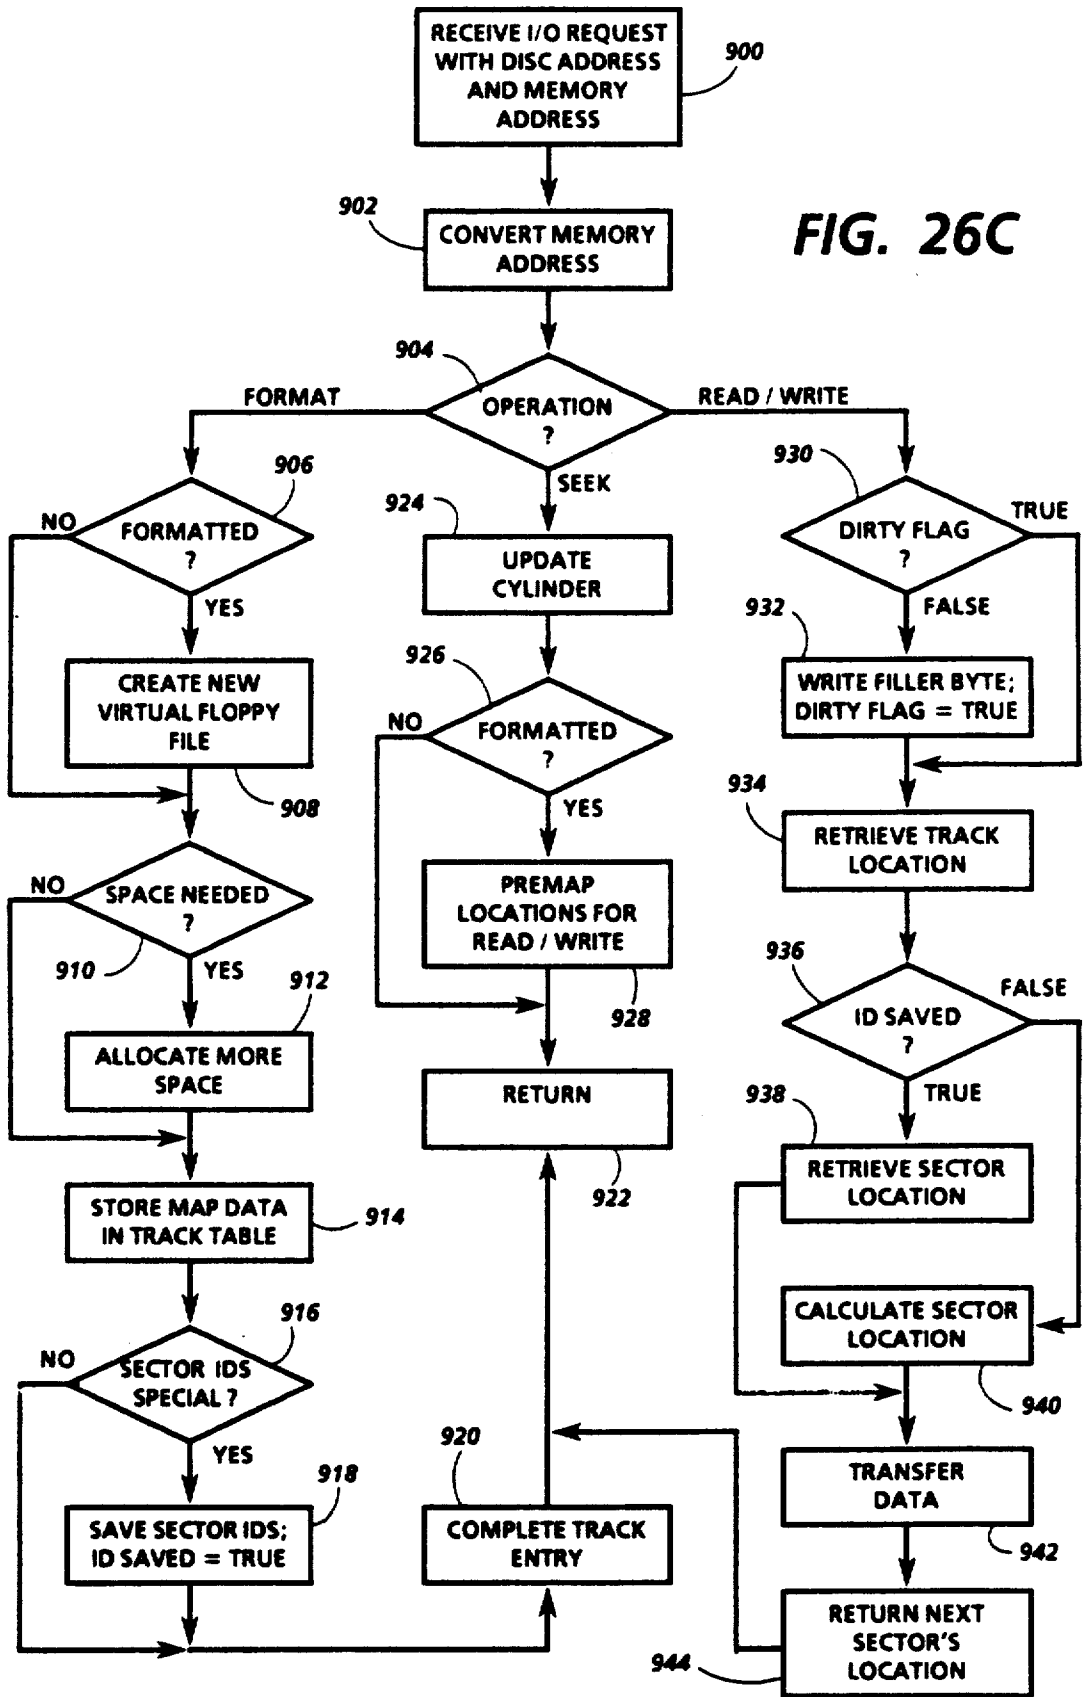 RECEIVE I/O REQUEST
WITH DISC ADDRESS
AND MEMORY
ADDRESS
900
902
CONVERT MEMORY
ADDRESS
FIG. 26C
904
OPERATION
?
FORMAT
READ / WRITE
SEEK
906
NO
FORMATTED
?
YES
CREATE NEW
VIRTUAL FLOPPY
FILE
908
NO
SPACE NEEDED
?
910
YES
912
ALLOCATE MORE
SPACE
STORE MAP DATA
IN TRACK TABLE
914
916
NO
SECTOR IDS
SPECIAL ?
YES
918
SAVE SECTOR IDS;
ID SAVED = TRUE
924
UPDATE
CYLINDER
926
NO
FORMATTED
?
YES
PREMAP
LOCATIONS FOR
READ / WRITE
928
RETURN
922
920
COMPLETE TRACK
ENTRY
930
TRUE
DIRTY FLAG
?
932
FALSE
WRITE FILLER BYTE;
DIRTY FLAG = TRUE
934
RETRIEVE TRACK
LOCATION
936
FALSE
ID SAVED
?
938
TRUE
RETRIEVE SECTOR
LOCATION
CALCULATE SECTOR
LOCATION
940
TRANSFER
DATA
942
RETURN NEXT
SECTOR'S
LOCATION
944